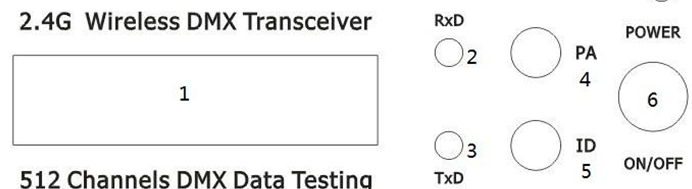 2.4G Wireless DMX Transceiver
1
512 Channels DMX Data Testing
RxD
2
3
TxD
PA
4
ID
5
POWER
6
ON/OFF